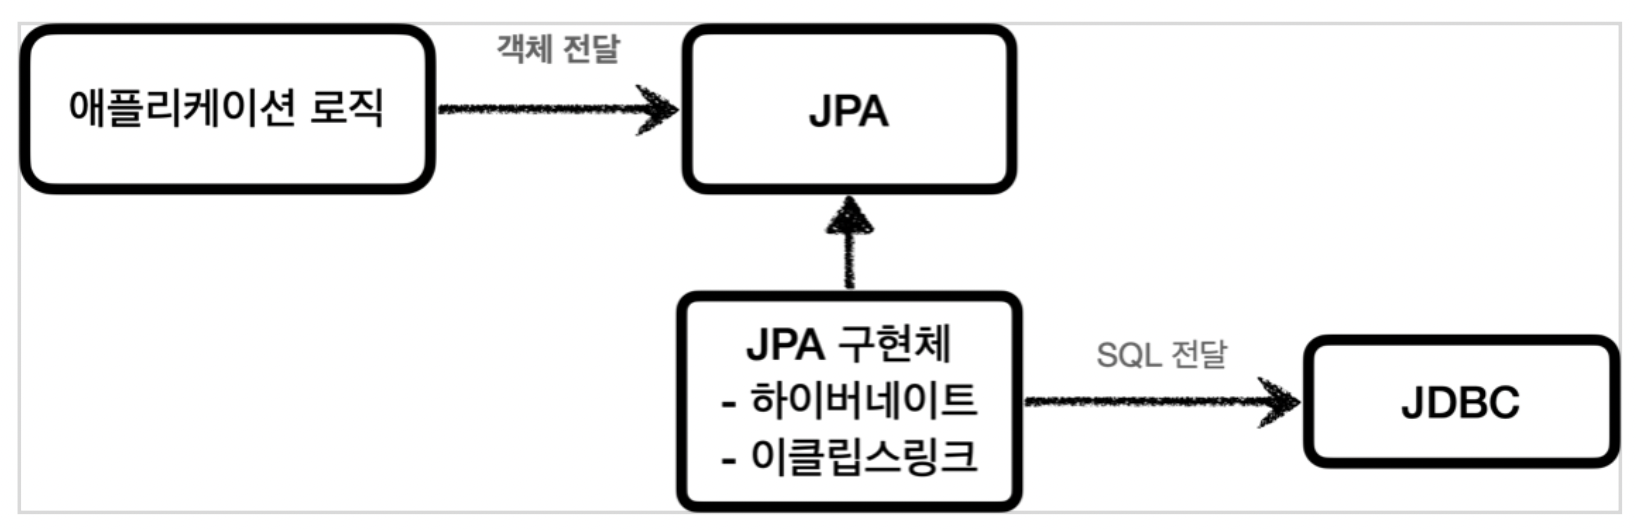 객체 전달
애플리케이션 로직
JPA
JPA 구현체
- 하이버네이트
- 이클립스링크
SQL 전달
JDBC